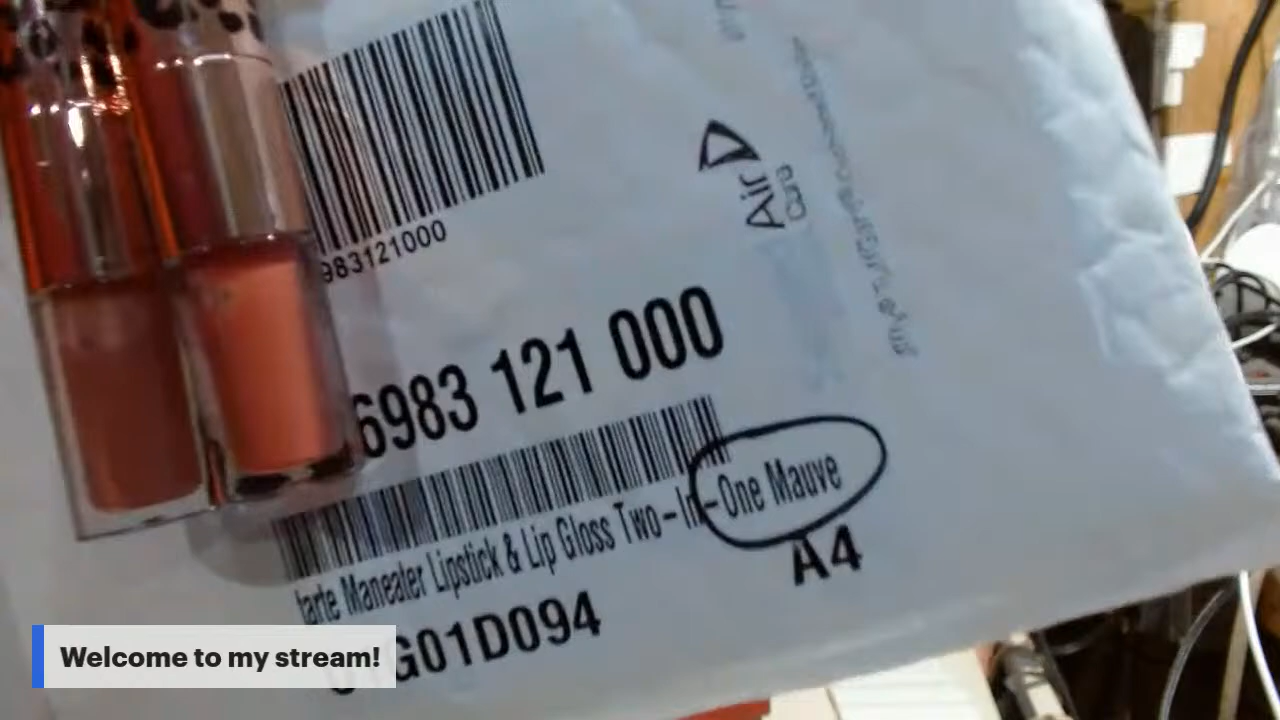 983121000
6983 121 000
tarte Maneater Lipstick & Lip Gloss Two-In-One Mauve
A4
G01D094
Air
Welcome to my stream!